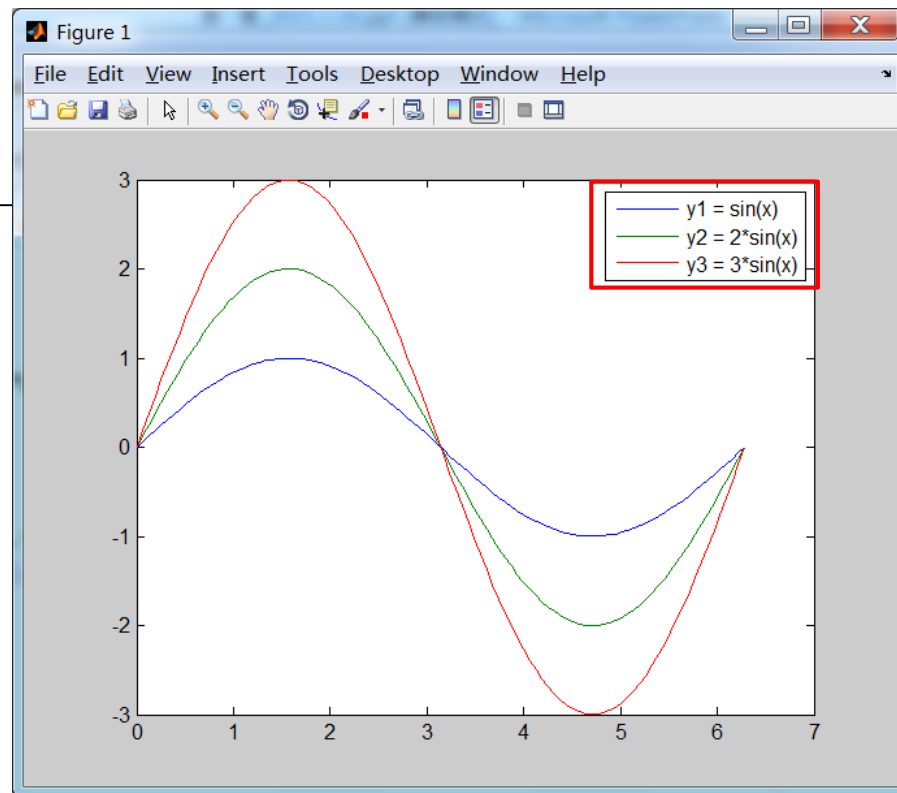 Figure 1
File Edit View Insert Tools Desktop Window Help
y1 = sin(x)
y2 = 2*sin(x)
y3 = 3*sin(x)
3
2
1
0
-1
-2
-3
0 1 2 3 4 5 6 7